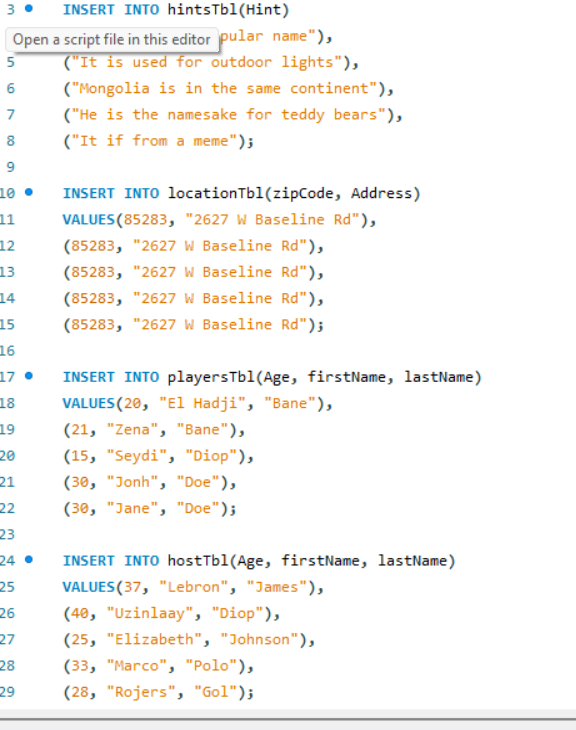 3 INSERT INTO hintsTbl(Hint)
Open a script file in this editor pular name"),
5 ("It is used for outdoor lights"),
6 ("Mongolia is in the same continent"),
7 ("He is the namesake for teddy bears"),
8 ("It if from a meme");
9
10 INSERT INTO locationTbl(zipCode, Address)
11 VALUES(85283, "2627 W Baseline Rd"),
12 (85283, "2627 W Baseline Rd"),
13 (85283, "2627 W Baseline Rd"),
14 (85283, "2627 W Baseline Rd"),
15 (85283, "2627 W Baseline Rd");
16
17 INSERT INTO playersTbl(Age, firstName, lastName)
18 VALUES(20, "El Hadji", "Bane"),
19 (21, "Zena", "Bane"),
20 (15, "Seydi", "Diop"),
21 (30, "Jonh", "Doe"),
22 (30, "Jane", "Doe");
23
24 INSERT INTO hostTbl(Age, firstName, lastName)
25 VALUES(37, "Lebron", "James"),
26 (40, "Uzinlaay", "Diop"),
27 (25, "Elizabeth", "Johnson"),
28 (33, "Marco", "Polo"),
29 (28, "Rojers", "Gol");